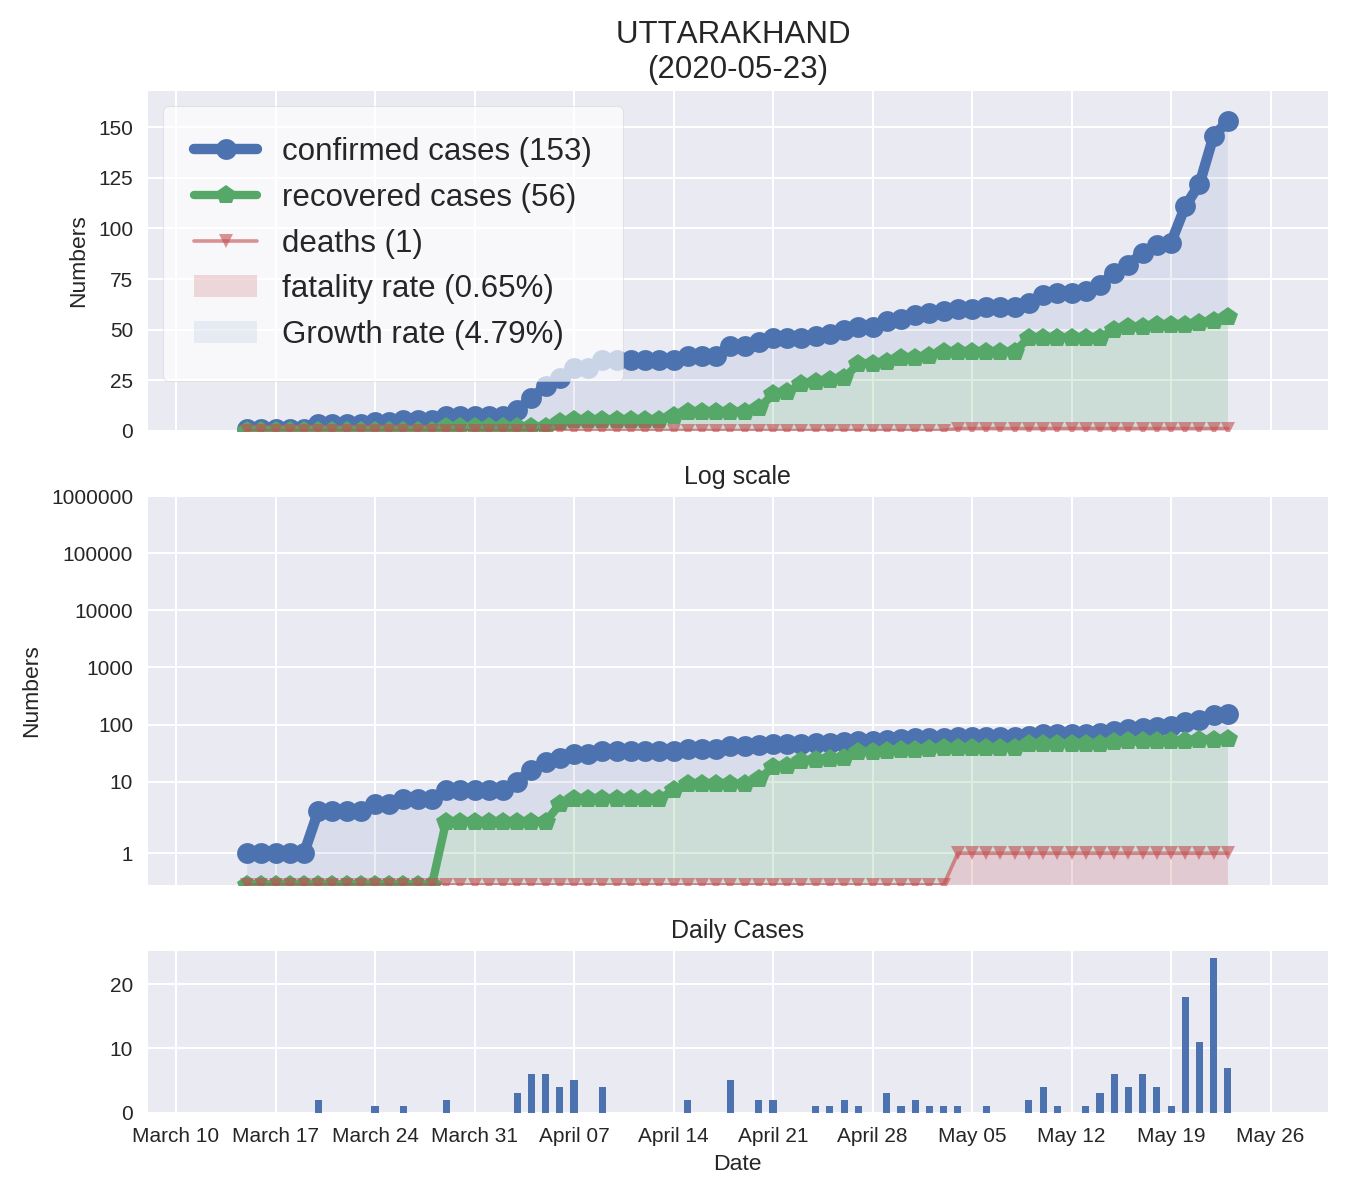 UTTARAKHAND
(2020-05-23)
150
125
100
75
50
25
0
Numbers
confirmed cases (153)
recovered cases (56)
deaths (1)
fatality rate (0.65%)
Growth rate (4.79%)
Log scale
1000000
100000
10000
1000
100
10
1
Numbers
Daily Cases
20
10
0
March 10 March 17 March 24 March 31 April 07 April 14 April 21 April 28 May 05 May 12 May 19 May 26
Date